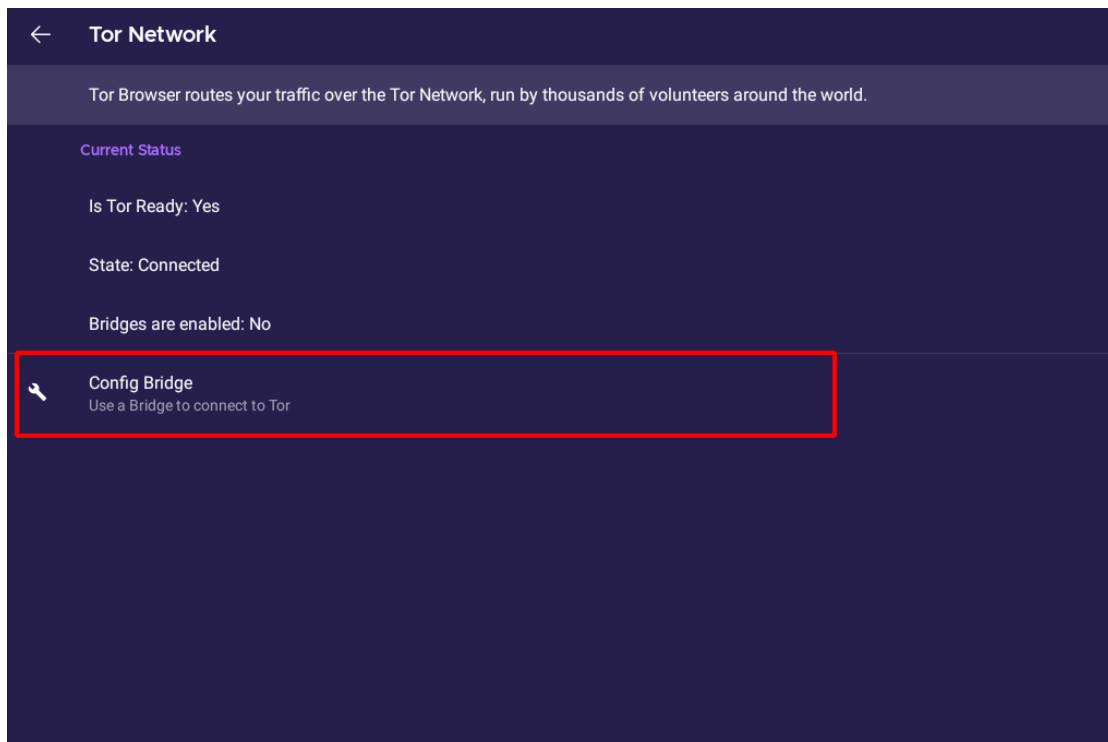 Tor Network
Tor Browser routes your traffic over the Tor Network, run by thousands of volunteers around the world.
Current Status
Is Tor Ready: Yes
State: Connected
Bridges are enabled: No
Config Bridge
Use a Bridge to connect to Tor